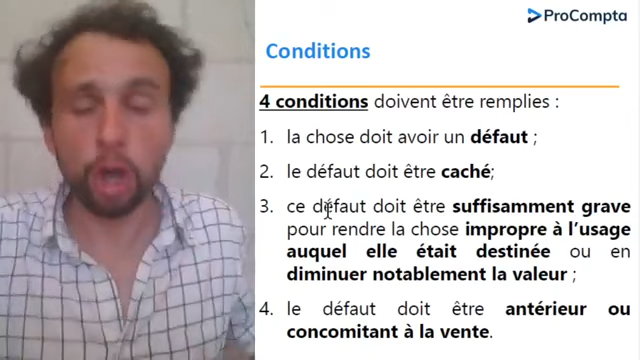 ProCompta
Conditions
4 conditions doivent être remplies :
1. la chose doit avoir un défaut ;
2. le défaut doit être caché;
3. ce défaut doit être suffisamment grave
pour rendre la chose impropre à l’usage
auquel elle était destinée ou en
diminuer notablement la valeur ;
4. le défaut doit être antérieur ou
concomitant à la vente.